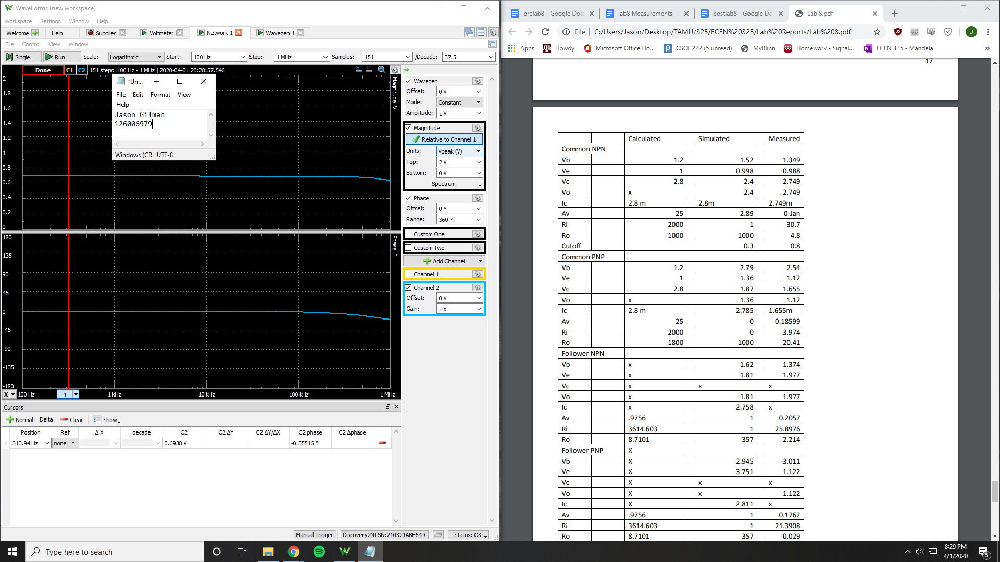 WaveForms (new workspace)
Workspace Settings Window Help
Welcome Help Supplies Voltmeter Network 1 Wavegen 1
File Control View Window
Single Run Scale: Logarithmic Start: 100 Hz Stop: 1 MHz Samples: 151 /Decade: 37.5
Done C1 C2 151 steps 100 Hz - 1 MHz | 2020-04-01 20:28:57.546
Magnitude V
2
1.8
1.6
1.4
1.2
1
0.8
0.6
0.4
0.2
0
*Un...
File Edit Format View
Help
Jason Gilman
126006979
Windows (CR UTF-8
Phase °
180
135
90
45
0
-45
-90
-135
-180
X 100 Hz 1 1 kHz 10 kHz 100 kHz 1 MHz
Wavegen
Offset: 0 V
Mode: Constant
Amplitude: 1 V
Magnitude
Relative to Channel 1
Units: Vpeak (V)
Top: 2 V
Bottom: 0 V
Spectrum
Phase
Offset: 0 °
Range: 360 °
Custom One
Custom Two
Add Channel
Channel 1
Channel 2
Offset: 0 V
Gain: 1 X
Cursors
Normal Delta Clear Show
Position Ref Δ X decade C2 C2 ΔY C2 ΔY/ΔX C2 phase C2 Δphase
1 313.94 Hz none 0.6938 V -0.55516 °
Manual Trigger Discovery2NI SN:210321ABE64D Status: OK
prelab8 - Google Doc lab8 Measurements - postlab8 - Google Do Lab 8.pdf
File C:/Users/Jason/Desktop/TAMU/325/ECEN%20325/Lab%20Reports/Lab%208.pdf J
Apps Howdy Microsoft Office Ho... CSCE 222 (5 unread) MyBlinn Homework - Signal... ECEN 325 - Mandela »
17
Calculated Simulated Measured
Common NPN
Vb 1.2 1.52 1.349
Ve 1 0.998 0.988
Vc 2.8 2.4 2.749
Vo x 2.4 2.749
Ic 2.8 m 2.8m 2.749m
Av 25 2.89 0-Jan
Ri 2000 1 30.7
Ro 1000 1000 4.8
Cutoff 0.3 0.8
Common PNP
Vb 1.2 2.79 2.54
Ve 1 1.36 1.12
Vc 2.8 1.87 1.655
Vo x 1.36 1.12
Ic 2.8 m 2.785 1.655m
Av 25 0 0.18599
Ri 2000 0 3.974
Ro 1800 1000 20.41
Follower NPN
Vb x 1.62 1.374
Ve x 1.81 1.977
Vc x x x
Vo x 1.81 1.977
Ic x 2.758 x
Av .9756 1 0.2057
Ri 3614.603 1 25.8976
Ro 8.7101 357 2.214
Follower PNP X
Vb X 2.945 3.011
Ve X 3.751 1.122
Vc X x x
Vo X x 1.122
Ic X 2.811 x
Av .9756 1 0.1762
Ri 3614.603 1 21.3908
Ro 8.7101 357 0.029
Type here to search
8:29 PM
4/1/2020
5